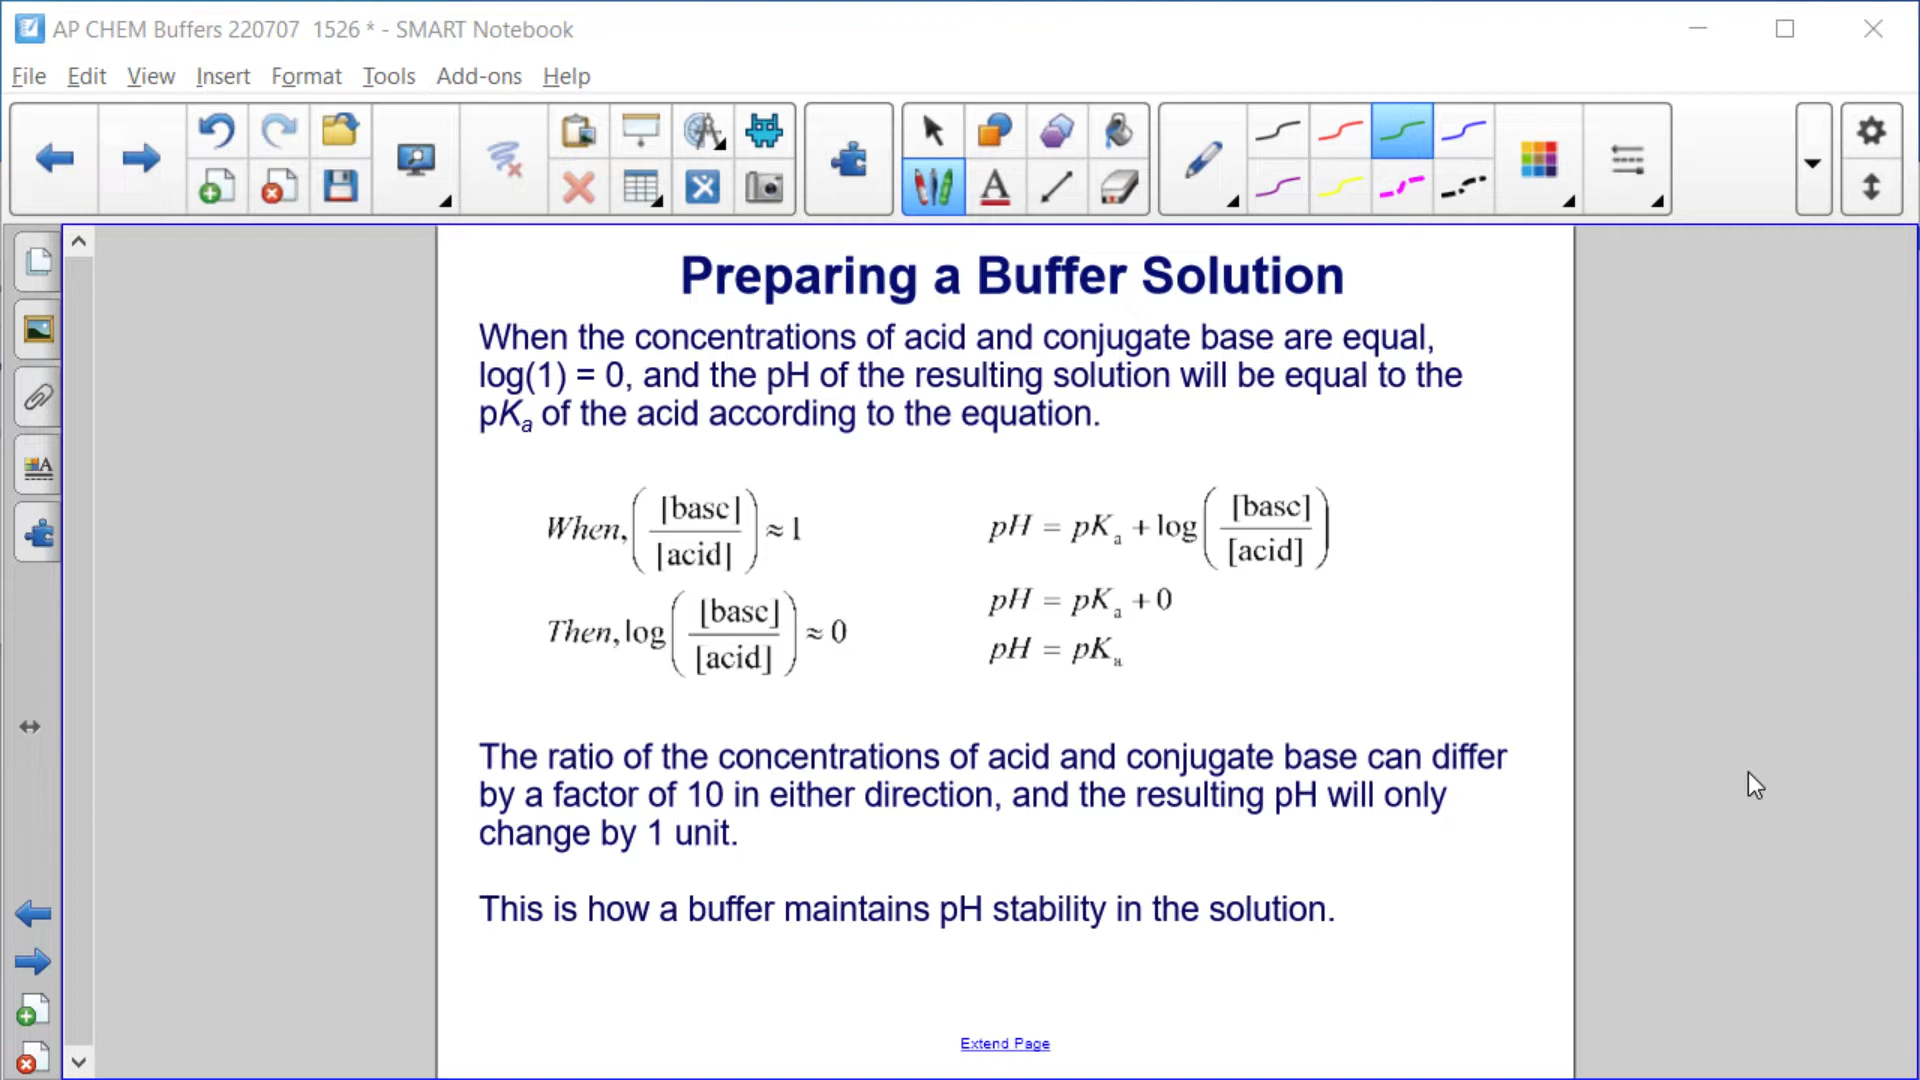 AP CHEM Buffers 220707 1526 * - SMART Notebook
File Edit View Insert Format Tools Add-ons Help
Preparing a Buffer Solution
When the concentrations of acid and conjugate base are equal,
log(1) = 0, and the pH of the resulting solution will be equal to the
pKₐ of the acid according to the equation.
When, ([base] / [acid]) ≈ 1
Then, log ([base] / [acid]) ≈ 0
pH = pKₐ + log ([base] / [acid])
pH = pKₐ + 0
pH = pKₐ
The ratio of the concentrations of acid and conjugate base can differ
by a factor of 10 in either direction, and the resulting pH will only
change by 1 unit.
This is how a buffer maintains pH stability in the solution.
Extend Page